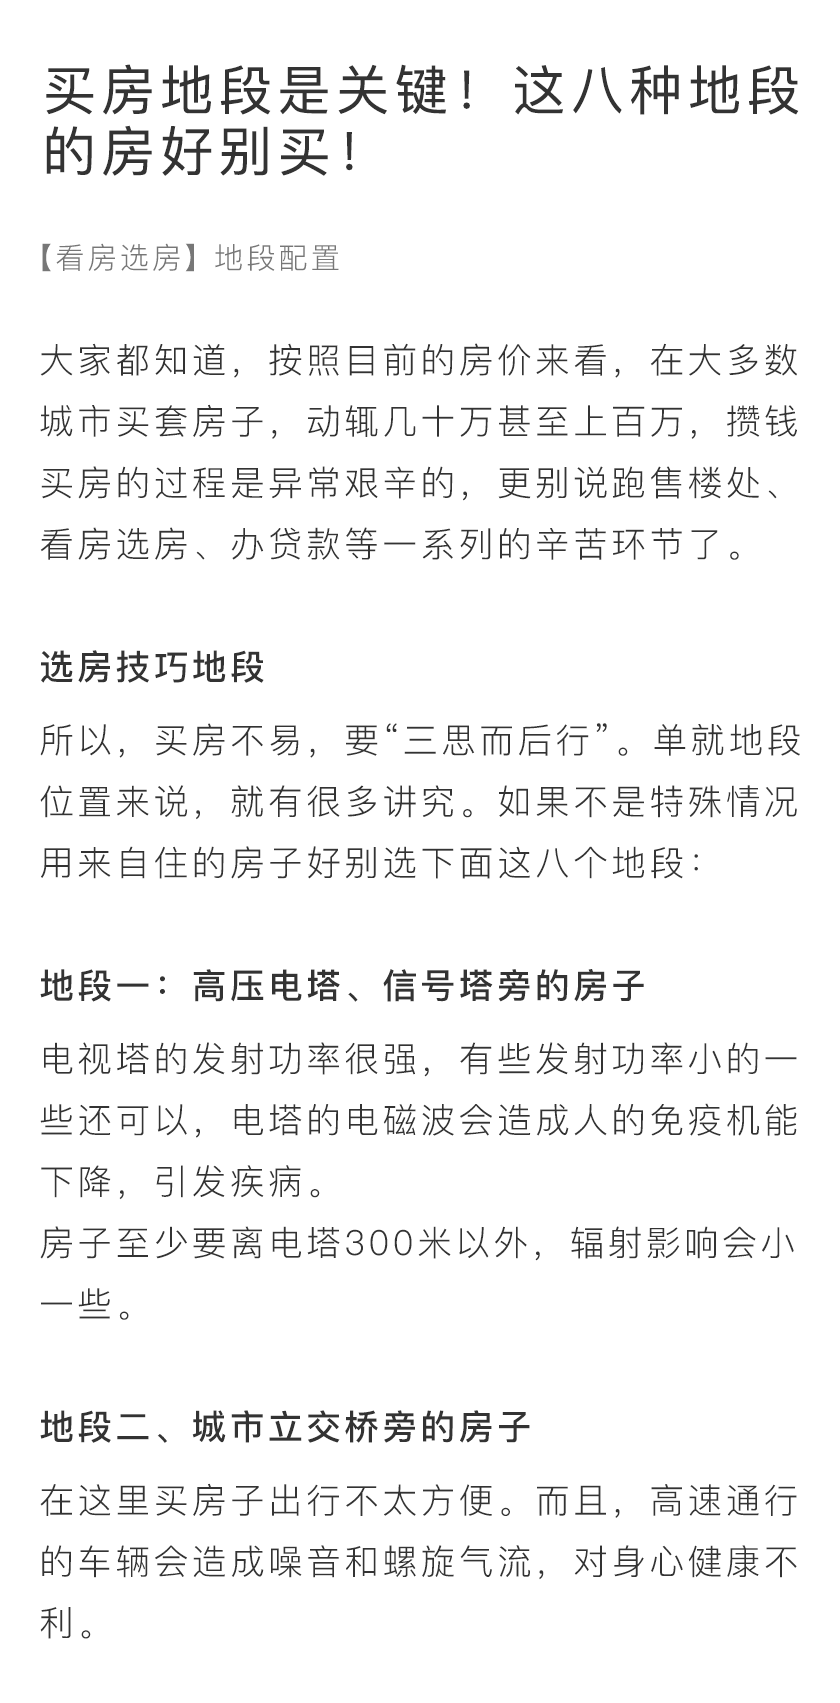 买房地段是关键！这八种地段
的房好别买！
【看房选房】地段配置
大家都知道，按照目前的房价来看，在大多数
城市买套房子，动辄几十万甚至上百万，攒钱
买房的过程是异常艰辛的，更别说跑售楼处、
看房选房、办贷款等一系列的辛苦环节了。
选房技巧地段
所以，买房不易，要“三思而后行”。单就地段
位置来说，就有很多讲究。如果不是特殊情况
用来自住的房子好别选下面这八个地段：
地段一：高压电塔、信号塔旁的房子
电视塔的发射功率很强，有些发射功率小的一
些还可以，电塔的电磁波会造成人的免疫机能
下降，引发疾病。
房子至少要离电塔300米以外，辐射影响会小
一些。
地段二、城市立交桥旁的房子
在这里买房子出行不太方便。而且，高速通行
的车辆会造成噪音和螺旋气流，对身心健康不
利。